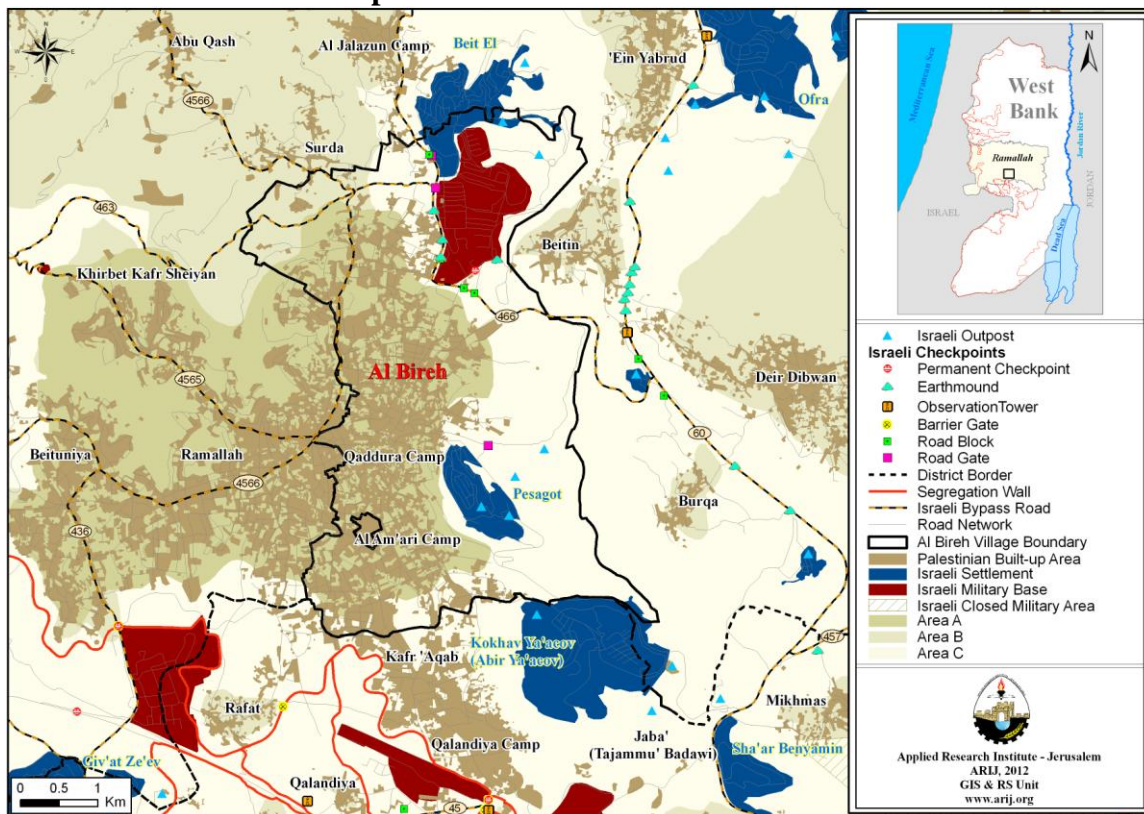 N
W
E
S
Abu Qash
Al Jalazun Camp
Beit El
'Ein Yabrud
Ofra
4566
Surda
463
Beitin
Khirbet Kafr Sheiyan
466
Al Bireh
4565
Deir Dibwan
60
Beituniya
Ramallah
Qaddura Camp
4566
Pesagot
Burqa
436
Al Am'ari Camp
457
Kokhav Ya'acov
(Abir Ya'acov)
Kafr 'Aqab
Rafat
Mikhmas
Jaba'
(Tajammu' Badawi)
Qalandiya Camp
Sha'ar Benyamin
Giv'at Ze'ev
Qalandiya
45
0 0.5 1
Km
N
Mediterranean Sea
West
Bank
Jordan River
Ramallah
ISRAEL
JORDAN
Dead Sea
Israeli Outpost
Israeli Checkpoints
Permanent Checkpoint
Earthmound
ObservationTower
Barrier Gate
Road Block
Road Gate
District Border
Segregation Wall
Israeli Bypass Road
Road Network
Al Bireh Village Boundary
Palestinian Built-up Area
Israeli Settlement
Israeli Military Base
Israeli Closed Military Area
Area A
Area B
Area C
Applied Research Institute - Jerusalem
ARIJ, 2012
GIS & RS Unit
www.arij.org